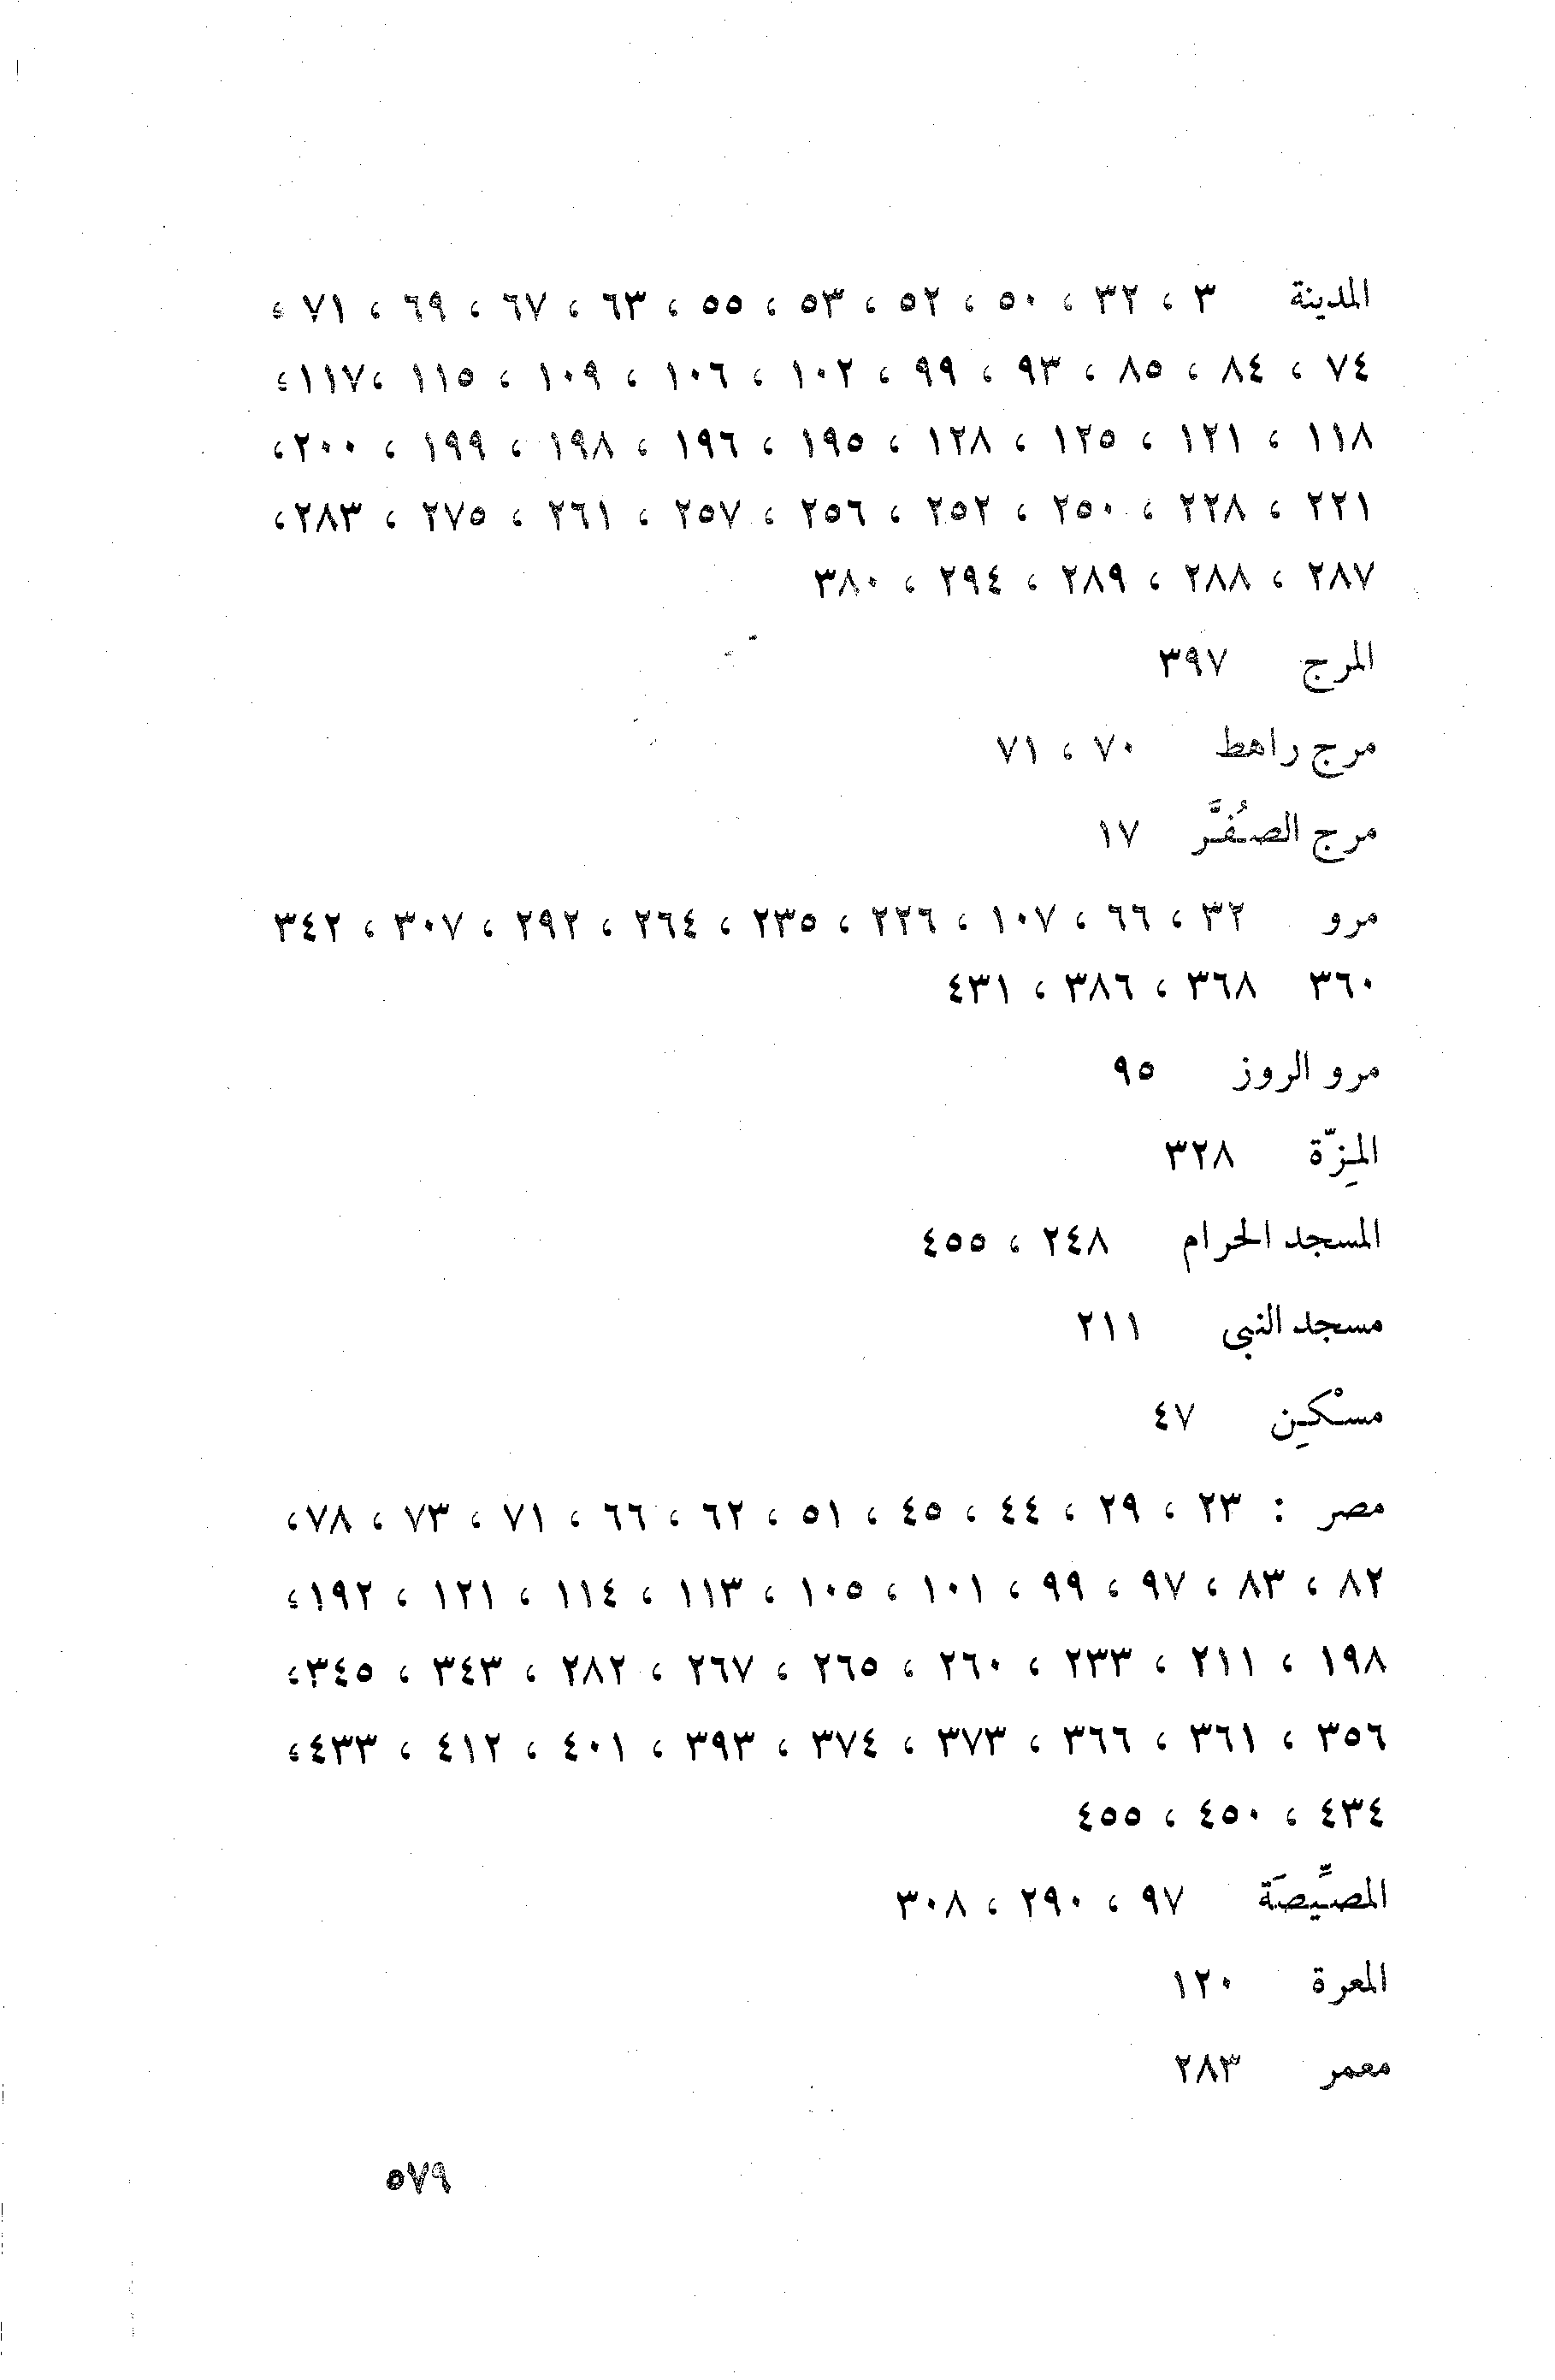 المدينة ٣ ، ٣٢ ، ٥٠ ، ٥٢ ، ٥٣ ، ٥٥ ، ٦٣ ، ٦٧ ، ٦٩ ، ٧١ ،
٧٤ ، ٨٤ ، ٨٥ ، ٩٣ ، ٩٩ ، ١٠٢ ، ١٠٦ ، ١٠٩ ، ١١٥ ،١١٧،
١١٨ ، ١٢١ ، ١٢٥ ، ١٢٨ ، ١٩٥ ، ١٩٦ ، ١٩٨ ، ١٩٩ ، ٢٠٠،
٢٢١ ، ٢٢٨ ، ٢٥٠ ، ٢٥٢ ، ٢٥٦ ، ٢٥٧ ، ٢٦١ ، ٢٧٥ ، ٢٨٣،
٢٨٧ ، ٢٨٨ ، ٢٨٩ ، ٢٩٤ ، ٣٨٠
المرج ٣٩٧
مرج راهط ٧٠ ، ٧١
مرج الصُفَّر ١٧
مرو ٣٢ ، ٦٦ ، ١٠٧ ، ٢٢٦ ، ٢٣٥ ، ٢٦٤ ، ٢٩٢ ، ٣٠٧ ، ٣٤٢
٣٦٠ ٣٦٨ ، ٣٨٦ ، ٤٣١
مرو الروز ٩٥
المِزّة ٣٢٨
المسجد الحرام ٢٤٨ ، ٤٥٥
مسجد النبى ٢١١
مسْكِن ٤٧
مصر : ٢٣ ، ٢٩ ، ٤٤ ، ٤٥ ، ٥١ ، ٦٢ ، ٦٦ ، ٧١ ، ٧٣ ، ٧٨،
٨٢ ، ٨٣ ، ٩٧ ، ٩٩ ، ١٠١ ، ١٠٥ ، ١١٣ ، ١١٤ ، ١٢١ ، ١٩٢،
١٩٨ ، ٢١١ ، ٢٣٣ ، ٢٦٠ ، ٢٦٥ ، ٢٦٧ ، ٢٨٢ ، ٣٤٣ ، ٣٤٥،
٣٥٦ ، ٣٦١ ، ٣٦٦ ، ٣٧٣ ، ٣٧٤ ، ٣٩٣ ، ٤٠١ ، ٤١٢ ، ٤٣٣،
٤٣٤ ، ٤٥٠ ، ٤٥٥
المصِّيصَة ٩٧ ، ٢٩٠ ، ٣٠٨
المعرة ١٢٠
معمر ٢٨٣
٥٧٩